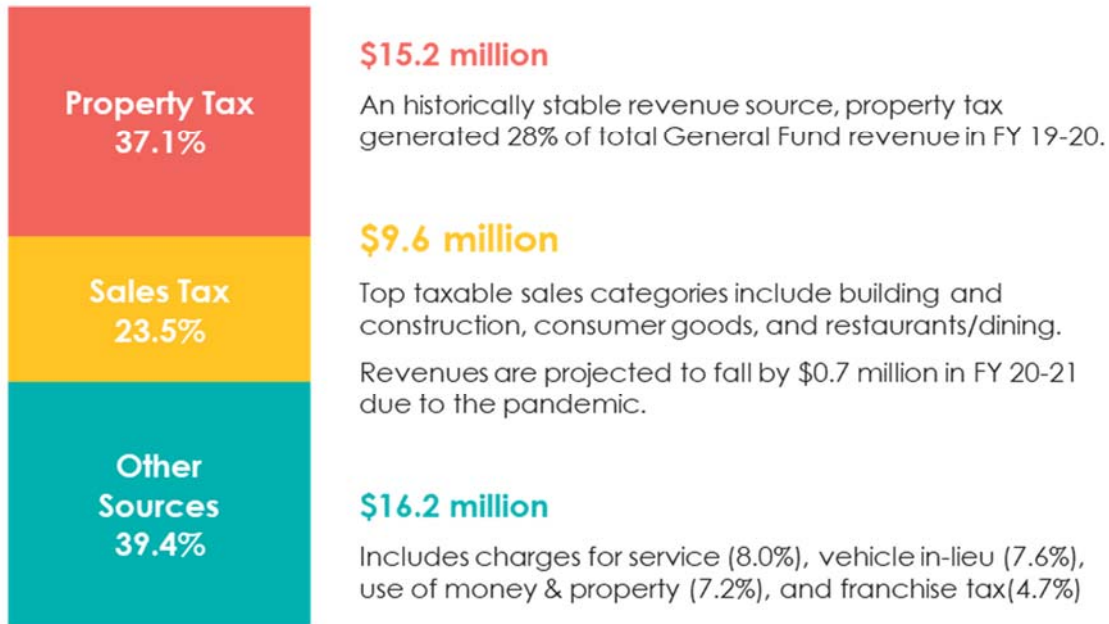 Property Tax
37.1%
$15.2 million
An historically stable revenue source, property tax
generated 28% of total General Fund revenue in FY 19-20.
Sales Tax
23.5%
$9.6 million
Top taxable sales categories include building and
construction, consumer goods, and restaurants/dining.
Revenues are projected to fall by $0.7 million in FY 20-21
due to the pandemic.
Other
Sources
39.4%
$16.2 million
Includes charges for service (8.0%), vehicle in-lieu (7.6%),
use of money & property (7.2%), and franchise tax(4.7%)